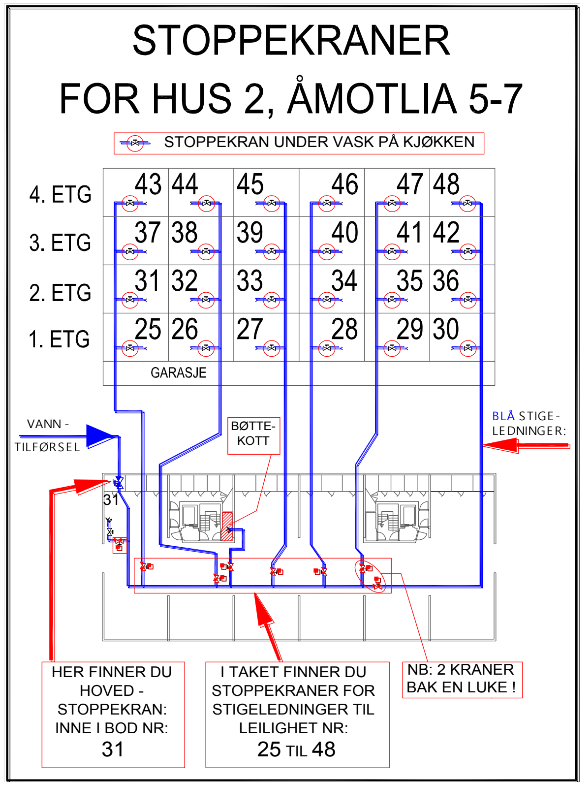 STOPPEKRANER
FOR HUS 2, ÅMOTLIA 5-7
STOPPEKRAN UNDER VASK PÅ KJØKKEN
4. ETG 43 44 45 46 47 48
3. ETG 37 38 39 40 41 42
2. ETG 31 32 33 34 35 36
1. ETG 25 26 27 28 29 30
GARASJE
VANN -
TILFØRSEL
BØTTE-
KOTT
BLÅ STIGE-
LEDNINGER:
31
HER FINNER DU
HOVED -
STOPPEKRAN:
INNE I BOD NR:
31
I TAKET FINNER DU
STOPPEKRANER FOR
STIGELEDNINGER TIL
LEILIGHET NR:
25 TIL 48
NB: 2 KRANER
BAK EN LUKE !